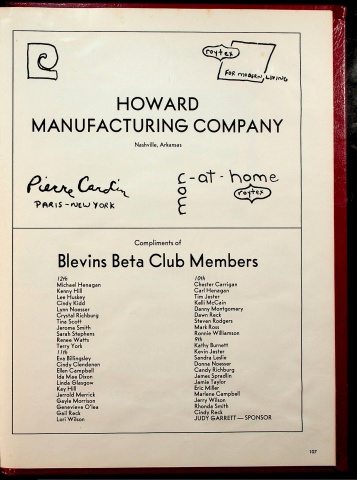 roytex
FOR MODERN LIVING
HOWARD
MANUFACTURING COMPANY
Nashville, Arkansas
Pierre Cardin
PARIS-NEW YORK
come-at-home
roytex
Compliments of
Blevins Beta Club Members
12th
Michael Henagan
Kenny Hill
Lee Huskey
Cindy Kidd
Lynn Noesser
Crystal Richburg
Tina Scott
Jerome Smith
Sarah Stephens
Renee Watts
Terry York
11th
Eva Billingsley
Cindy Clendenen
Ellen Campbell
Ida Mae Dixon
Linda Glasgow
Kay Hill
Jerrold Merrick
Gayle Morrison
Genevieve O'lea
Gail Reck
Lori Wilson
10th
Chester Carrigan
Carl Henegan
Tim Jester
Kelli McCain
Danny Montgomery
Dawn Reck
Steven Rodgers
Mark Ross
Ronnie Williamson
9th
Kathy Burnett
Kevin Jester
Sandra Leslie
Donna Noesser
Candy Richburg
James Spradlin
Jamie Taylor
Eric Miller
Marlene Campbell
Jerry Wilson
Rhonda Smith
Cindy Reck
JUDY GARRETT — SPONSOR
107